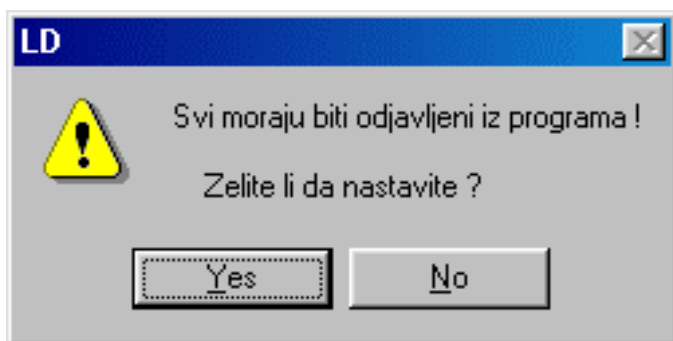 LD
Svi moraju biti odjavljeni iz programa !
Zelite li da nastavite ?
Yes
No